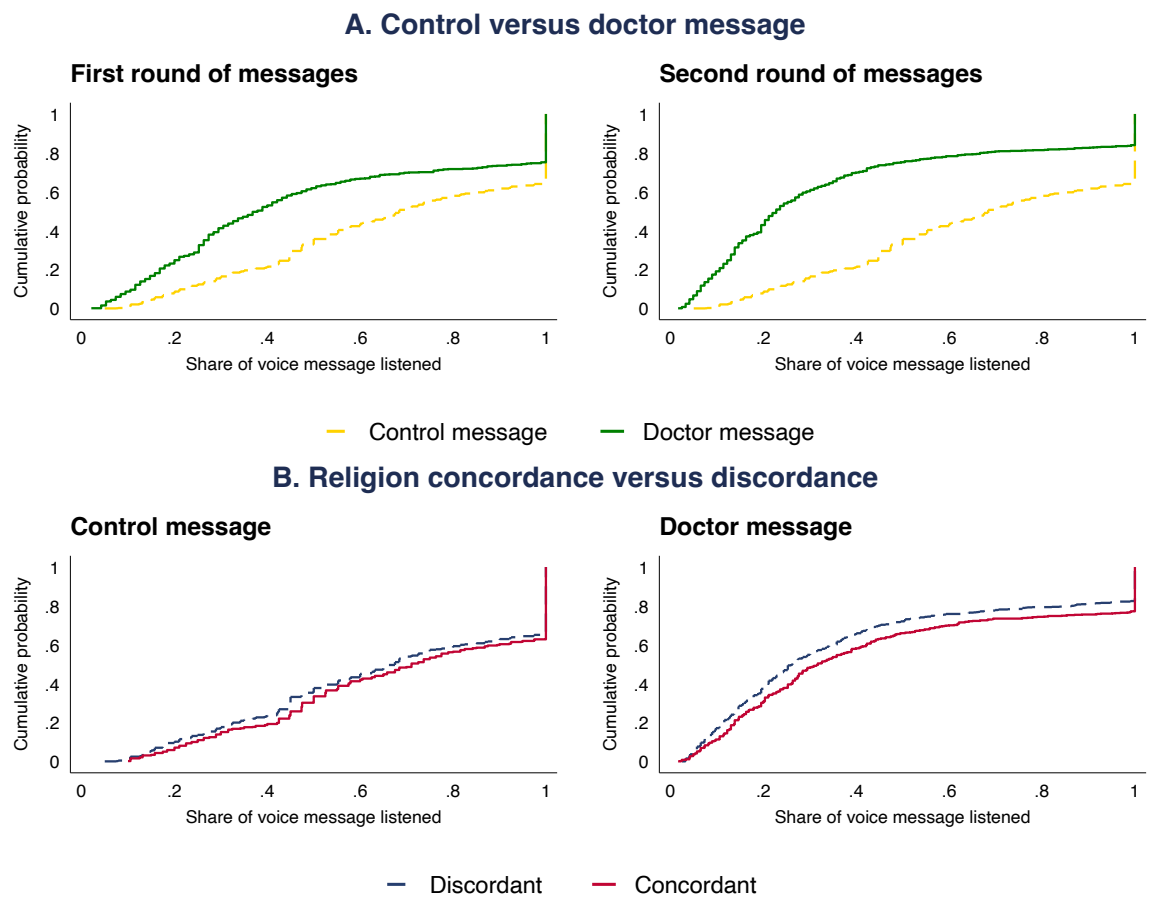 A. Control versus doctor message
First round of messages
Cumulative probability
1
.8
.6
.4
.2
0
0 .2 .4 .6 .8 1
Share of voice message listened
Second round of messages
Cumulative probability
1
.8
.6
.4
.2
0
0 .2 .4 .6 .8 1
Share of voice message listened
Control message Doctor message
B. Religion concordance versus discordance
Control message
Cumulative probability
1
.8
.6
.4
.2
0
0 .2 .4 .6 .8 1
Share of voice message listened
Doctor message
Cumulative probability
1
.8
.6
.4
.2
0
0 .2 .4 .6 .8 1
Share of voice message listened
Discordant Concordant